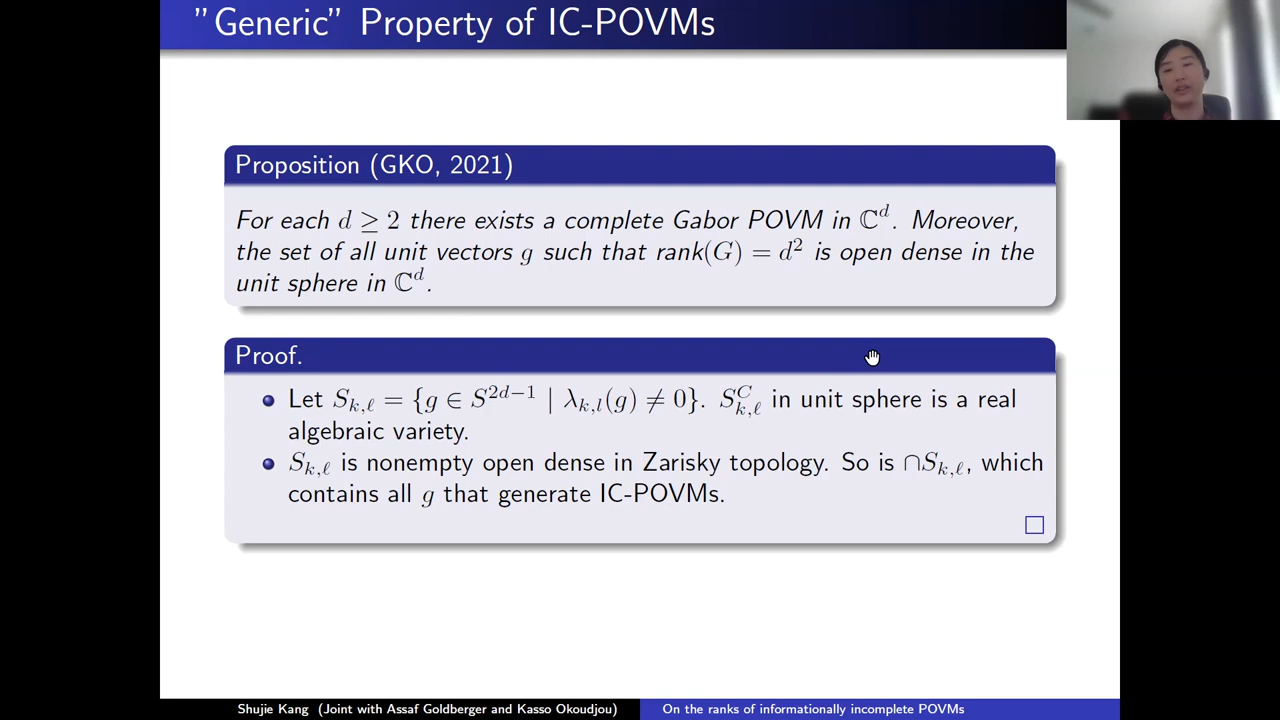 "Generic" Property of IC-POVMs
Proposition (GKO, 2021)
For each d ≥ 2 there exists a complete Gabor POVM in ℂ^d. Moreover,
the set of all unit vectors g such that rank(G) = d^2 is open dense in the
unit sphere in ℂ^d.
Proof.
Let S_{k,ℓ} = {g ∈ S^{2d−1} | λ_{k,l}(g) ≠ 0}. S^C_{k,ℓ} in unit sphere is a real
algebraic variety.
S_{k,ℓ} is nonempty open dense in Zarisky topology. So is ∩S_{k,ℓ}, which
contains all g that generate IC-POVMs.
Shujie Kang (Joint with Assaf Goldberger and Kasso Okoudjou)
On the ranks of informationally incomplete POVMs